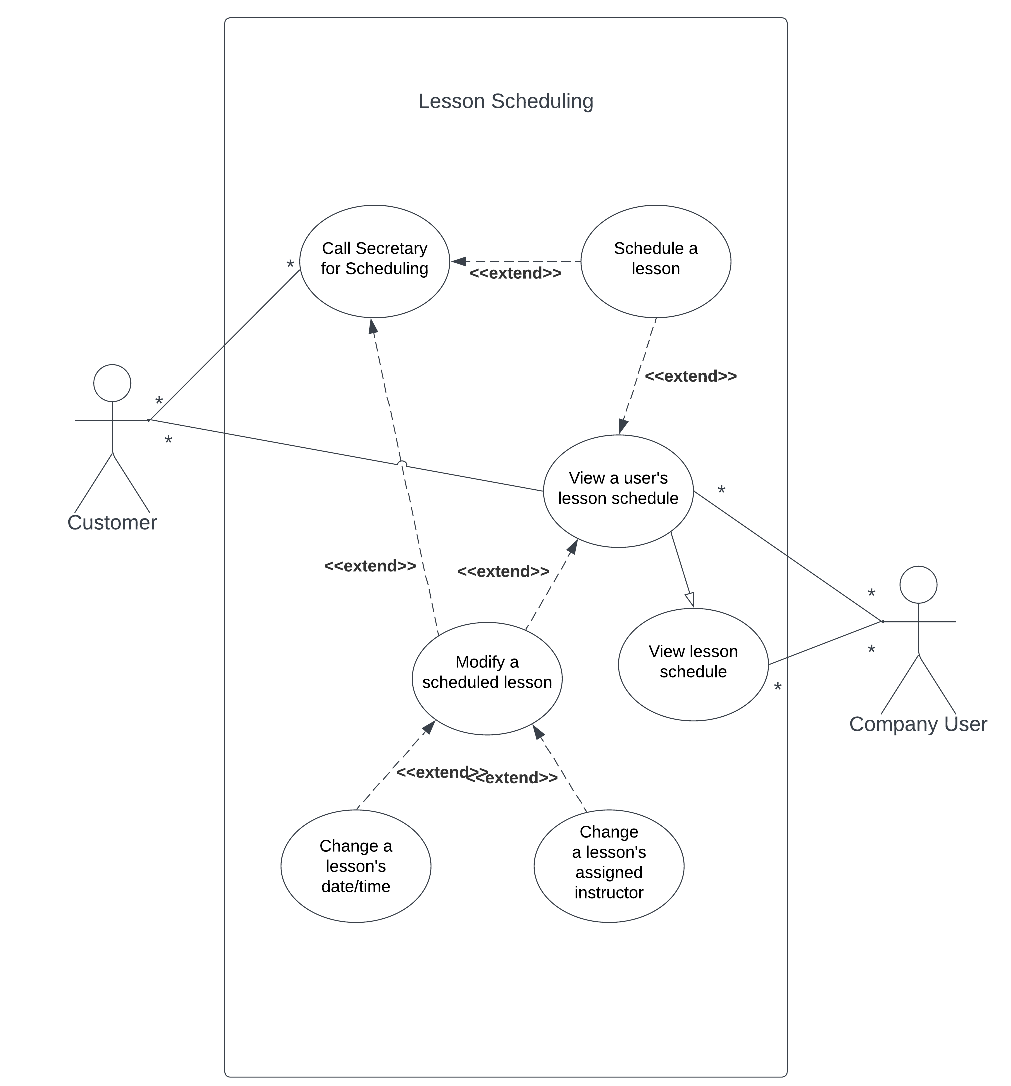 Lesson Scheduling
Call Secretary
for Scheduling
*
<<extend>>
Schedule a
lesson
<<extend>>
*
*
Customer
View a user's
lesson schedule
*
<<extend>>
<<extend>>
*
*
Modify a
scheduled lesson
View lesson
schedule
*
Company User
<<extend>>
<<extend>>
Change a
lesson's
date/time
Change
a lesson's
assigned
instructor